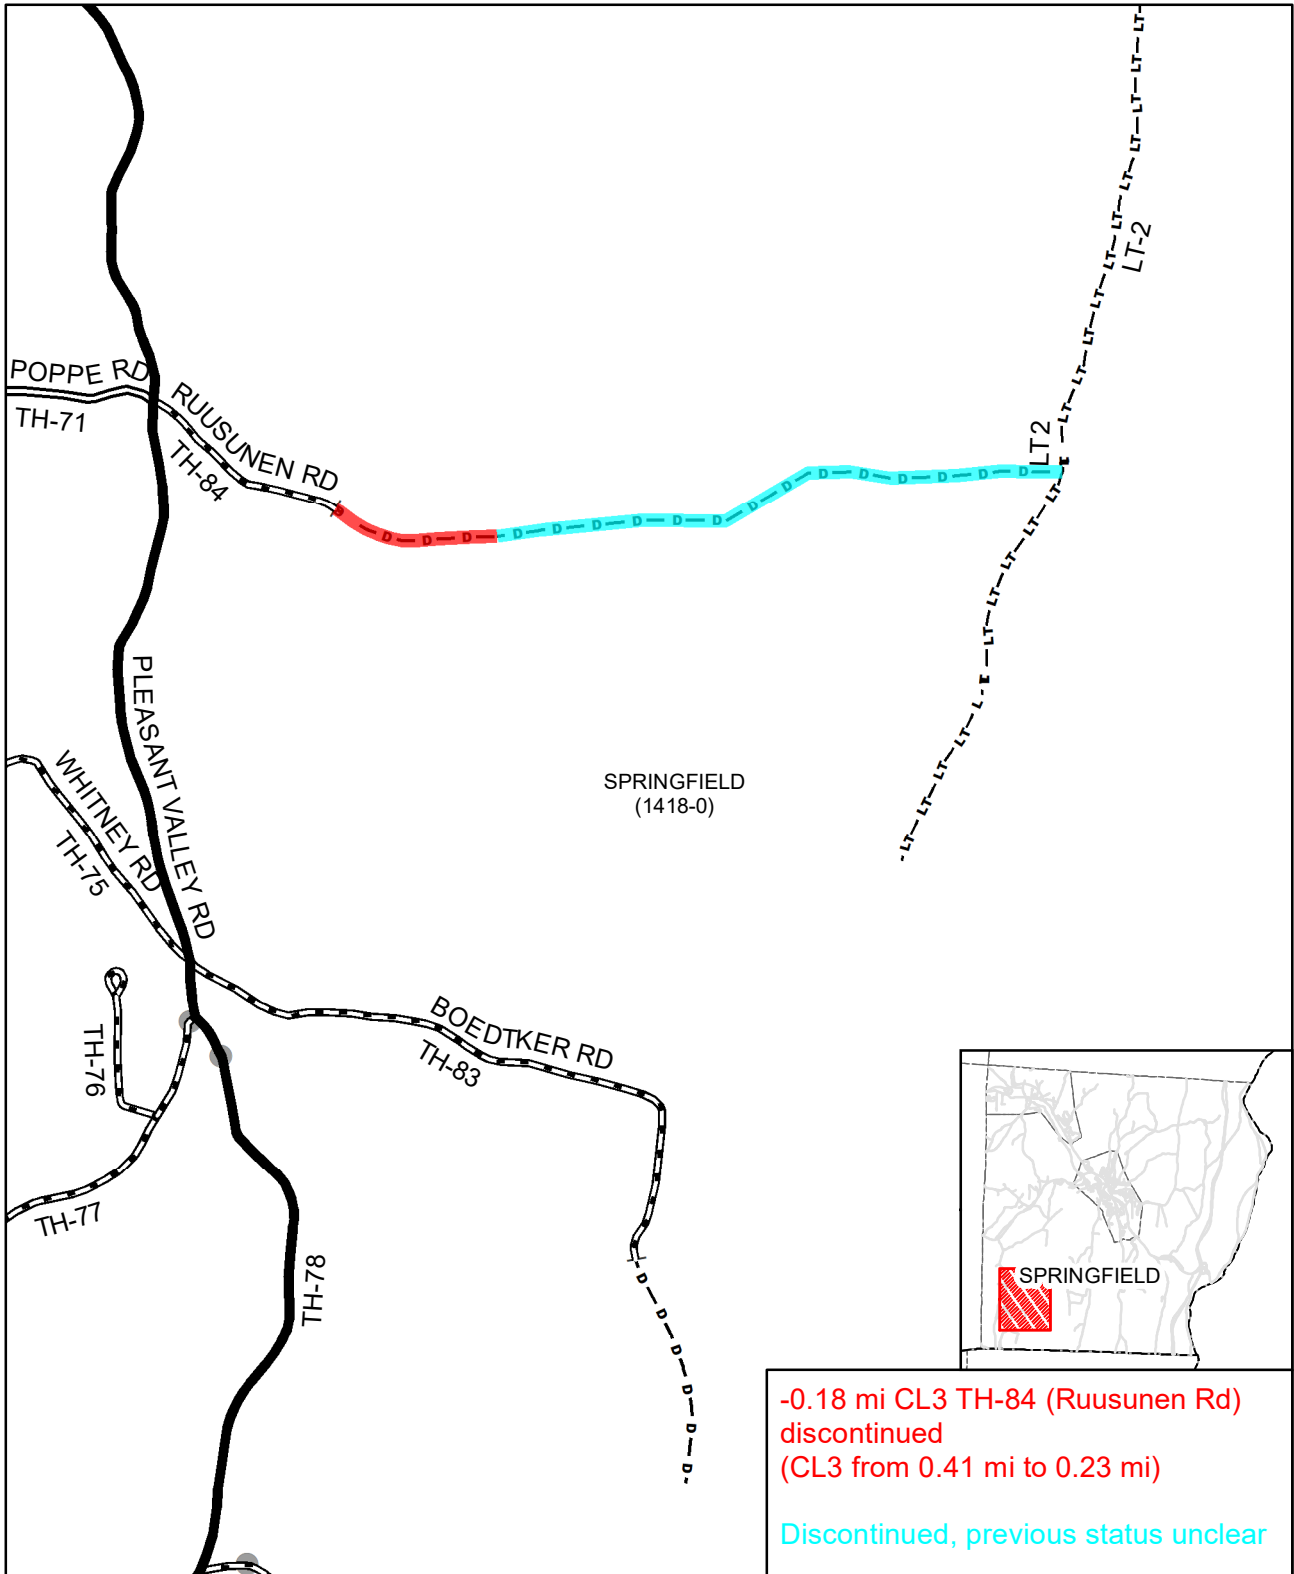 LT-2
POPPE RD
TH-71
RUUSUNEN RD
TH-84
LT2
PLEASANT VALLEY RD
WHITNEY RD
TH-75
SPRINGFIELD
(1418-0)
BOEDTKER RD
TH-83
TH-76
TH-77
TH-78
SPRINGFIELD
-0.18 mi CL3 TH-84 (Ruusunen Rd)
discontinued
(CL3 from 0.41 mi to 0.23 mi)
Discontinued, previous status unclear